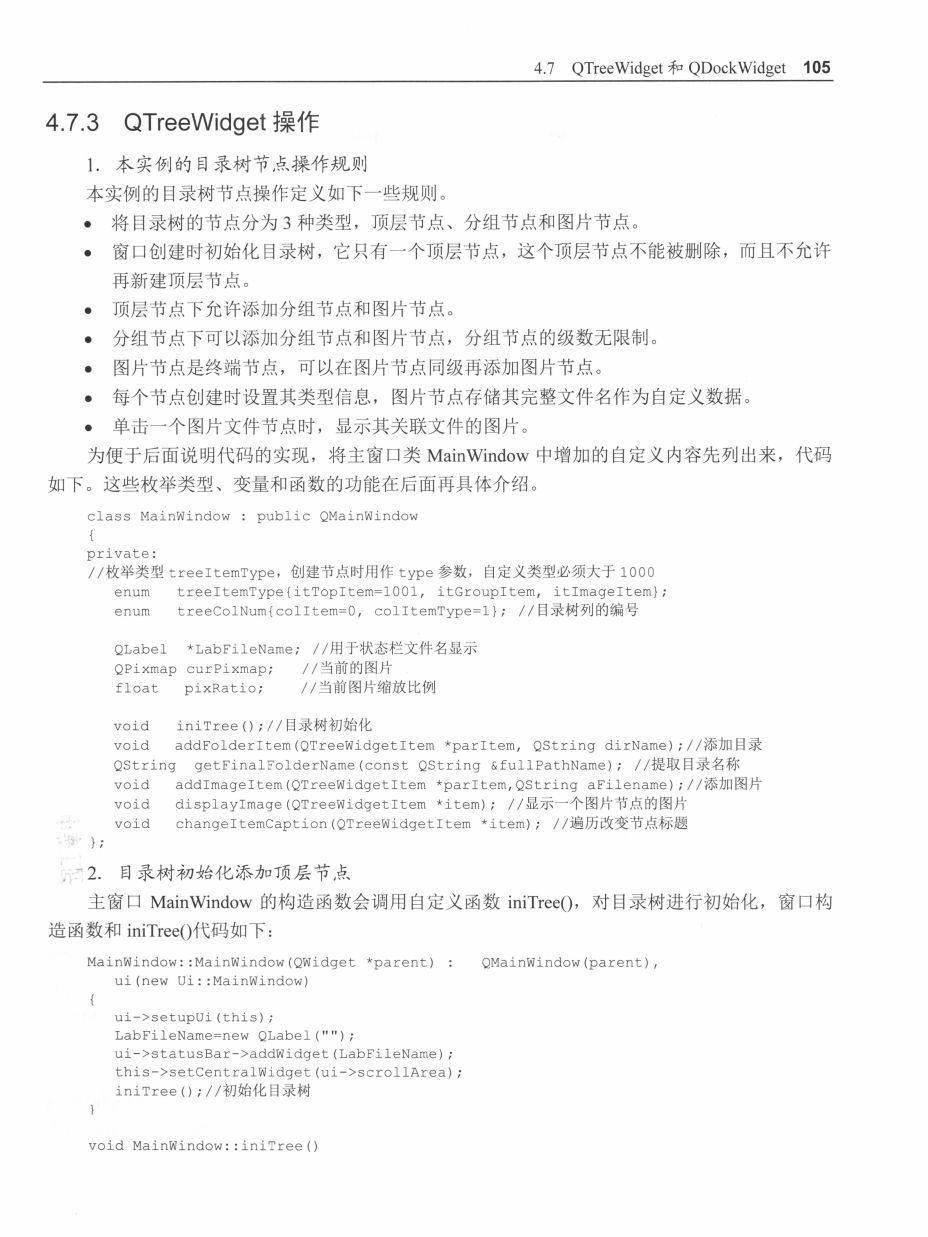 4.7 QTreeWidget 和 QDockWidget 105
4.7.3 QTreeWidget 操作
1. 本实例的目录树节点操作规则
本实例的目录树节点操作定义如下一些规则。
• 将目录树的节点分为 3 种类型，顶层节点、分组节点和图片节点。
• 窗口创建时初始化目录树，它只有一个顶层节点，这个顶层节点不能被删除，而且不允许
再新建顶层节点。
• 顶层节点下允许添加分组节点和图片节点。
• 分组节点下可以添加分组节点和图片节点，分组节点的级数无限制。
• 图片节点是终端节点，可以在图片节点同级再添加图片节点。
• 每个节点创建时设置其类型信息，图片节点存储其完整文件名作为自定义数据。
• 单击一个图片文件节点时，显示其关联文件的图片。
为便于后面说明代码的实现，将主窗口类 MainWindow 中增加的自定义内容先列出来，代码
如下。这些枚举类型、变量和函数的功能在后面再具体介绍。
class MainWindow : public QMainWindow
{
private:
//枚举类型 treeItemType，创建节点时用作 type 参数，自定义类型必须大于 1000
enum treeItemType{itTopItem=1001, itGroupItem, itImageItem};
enum treeColNum{colItem=0, colItemType=1}; //目录树列的编号
QLabel *LabFileName; //用于状态栏文件名显示
QPixmap curPixmap; //当前的图片
float pixRatio; //当前图片缩放比例
void iniTree();//目录树初始化
void addFolderItem(QTreeWidgetItem *parItem, QString dirName);//添加目录
QString getFinalFolderName(const QString &fullPathName); //提取目录名称
void addImageItem(QTreeWidgetItem *parItem,QString aFilename);//添加图片
void displayImage(QTreeWidgetItem *item); //显示一个图片节点的图片
void changeItemCaption(QTreeWidgetItem *item); //遍历改变节点标题
};
2. 目录树初始化添加顶层节点
主窗口 MainWindow 的构造函数会调用自定义函数 iniTree()，对目录树进行初始化，窗口构
造函数和 iniTree()代码如下：
MainWindow::MainWindow(QWidget *parent) : QMainWindow(parent),
ui(new Ui::MainWindow)
{
ui->setupUi(this);
LabFileName=new QLabel("");
ui->statusBar->addWidget(LabFileName);
this->setCentralWidget(ui->scrollArea);
iniTree();//初始化目录树
}
void MainWindow::iniTree()